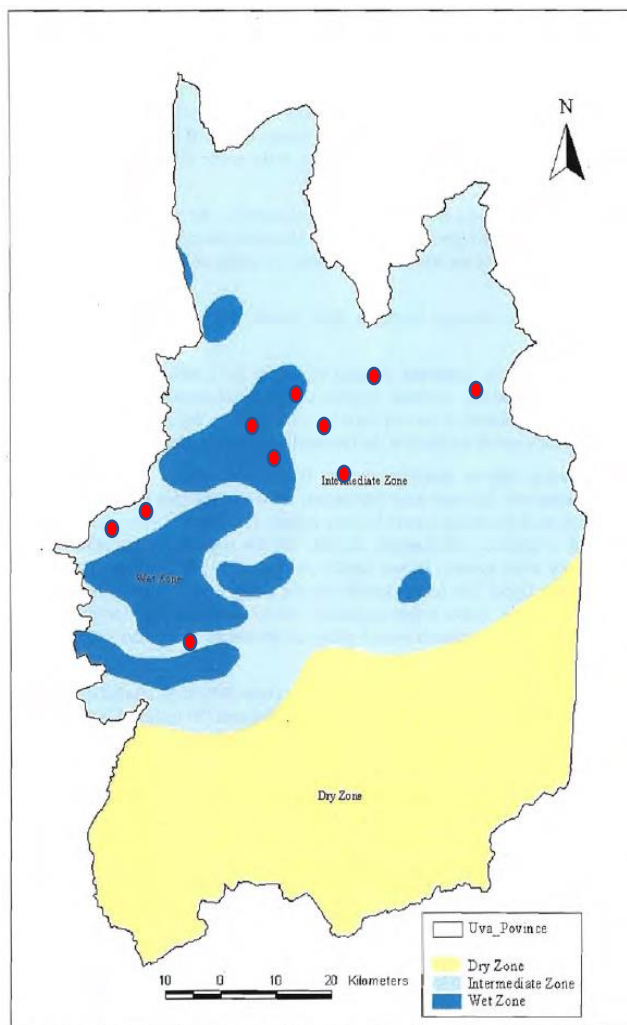 N
Intermediate Zone
Wet Zone
Dry Zone
Uva_Povince
Dry Zone
Intermediate Zone
Wet Zone
10 0 10 20 Kilometers